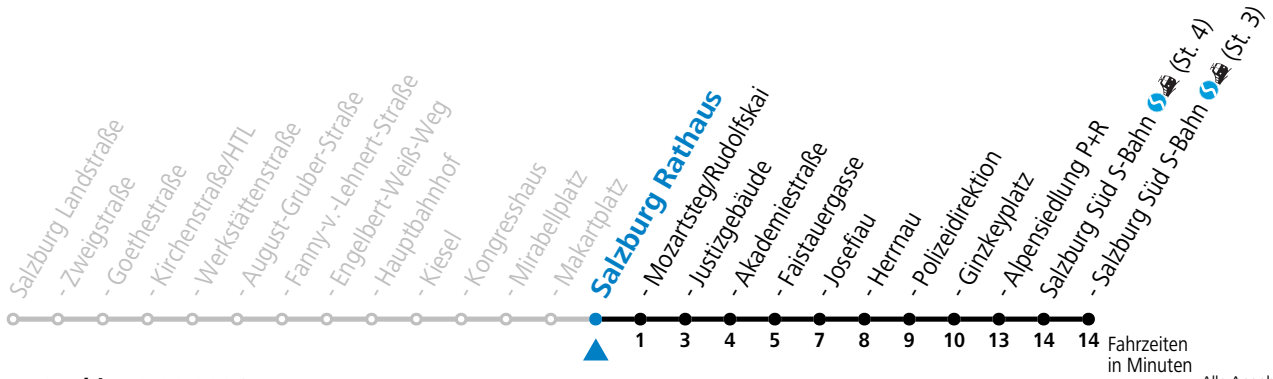 Salzburg Landstraße
- Zweigstraße
- Goethestraße
- Kirchenstraße/HTL
- Werkstättenstraße
- August-Gruber-Straße
- Fanny-v.-Lehnert-Straße
- Engelbert-Weiß-Weg
- Hauptbahnhof
- Kiesel
- Kongresshaus
- Mirabellplatz
- Makartplatz
Salzburg Rathaus
- Mozartsteg/Rudolfskai
- Justizgebäude
- Akademiestraße
- Faistauergasse
- Josefiau
- Herrnau
- Polizeidirektion
- Ginzkeyplatz
- Alpensiedlung P+R
Salzburg Süd S-Bahn (St. 4)
- Salzburg Süd S-Bahn (St. 3)
1 3 4 5 7 8 9 10 13 14 14
Fahrzeiten
in Minuten